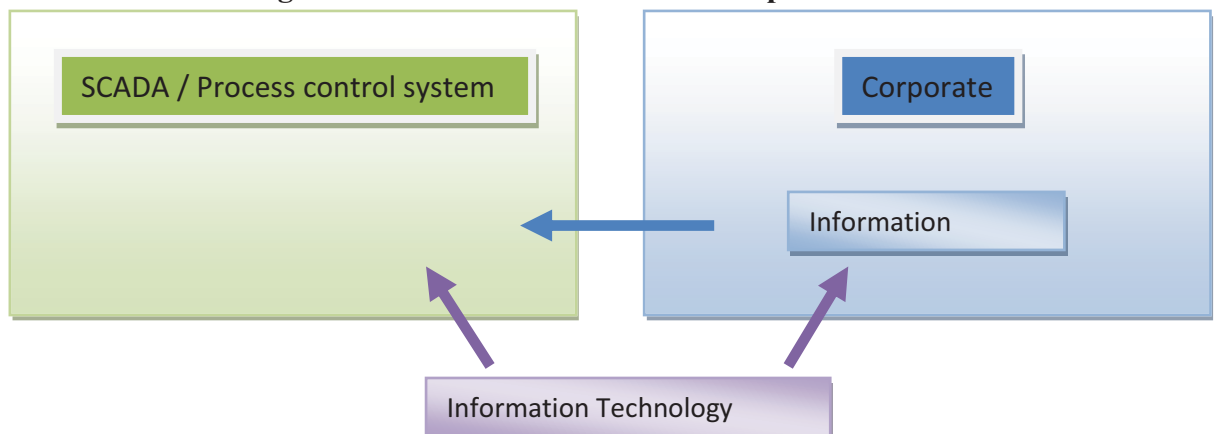 SCADA / Process control system
Corporate
Information
Information Technology